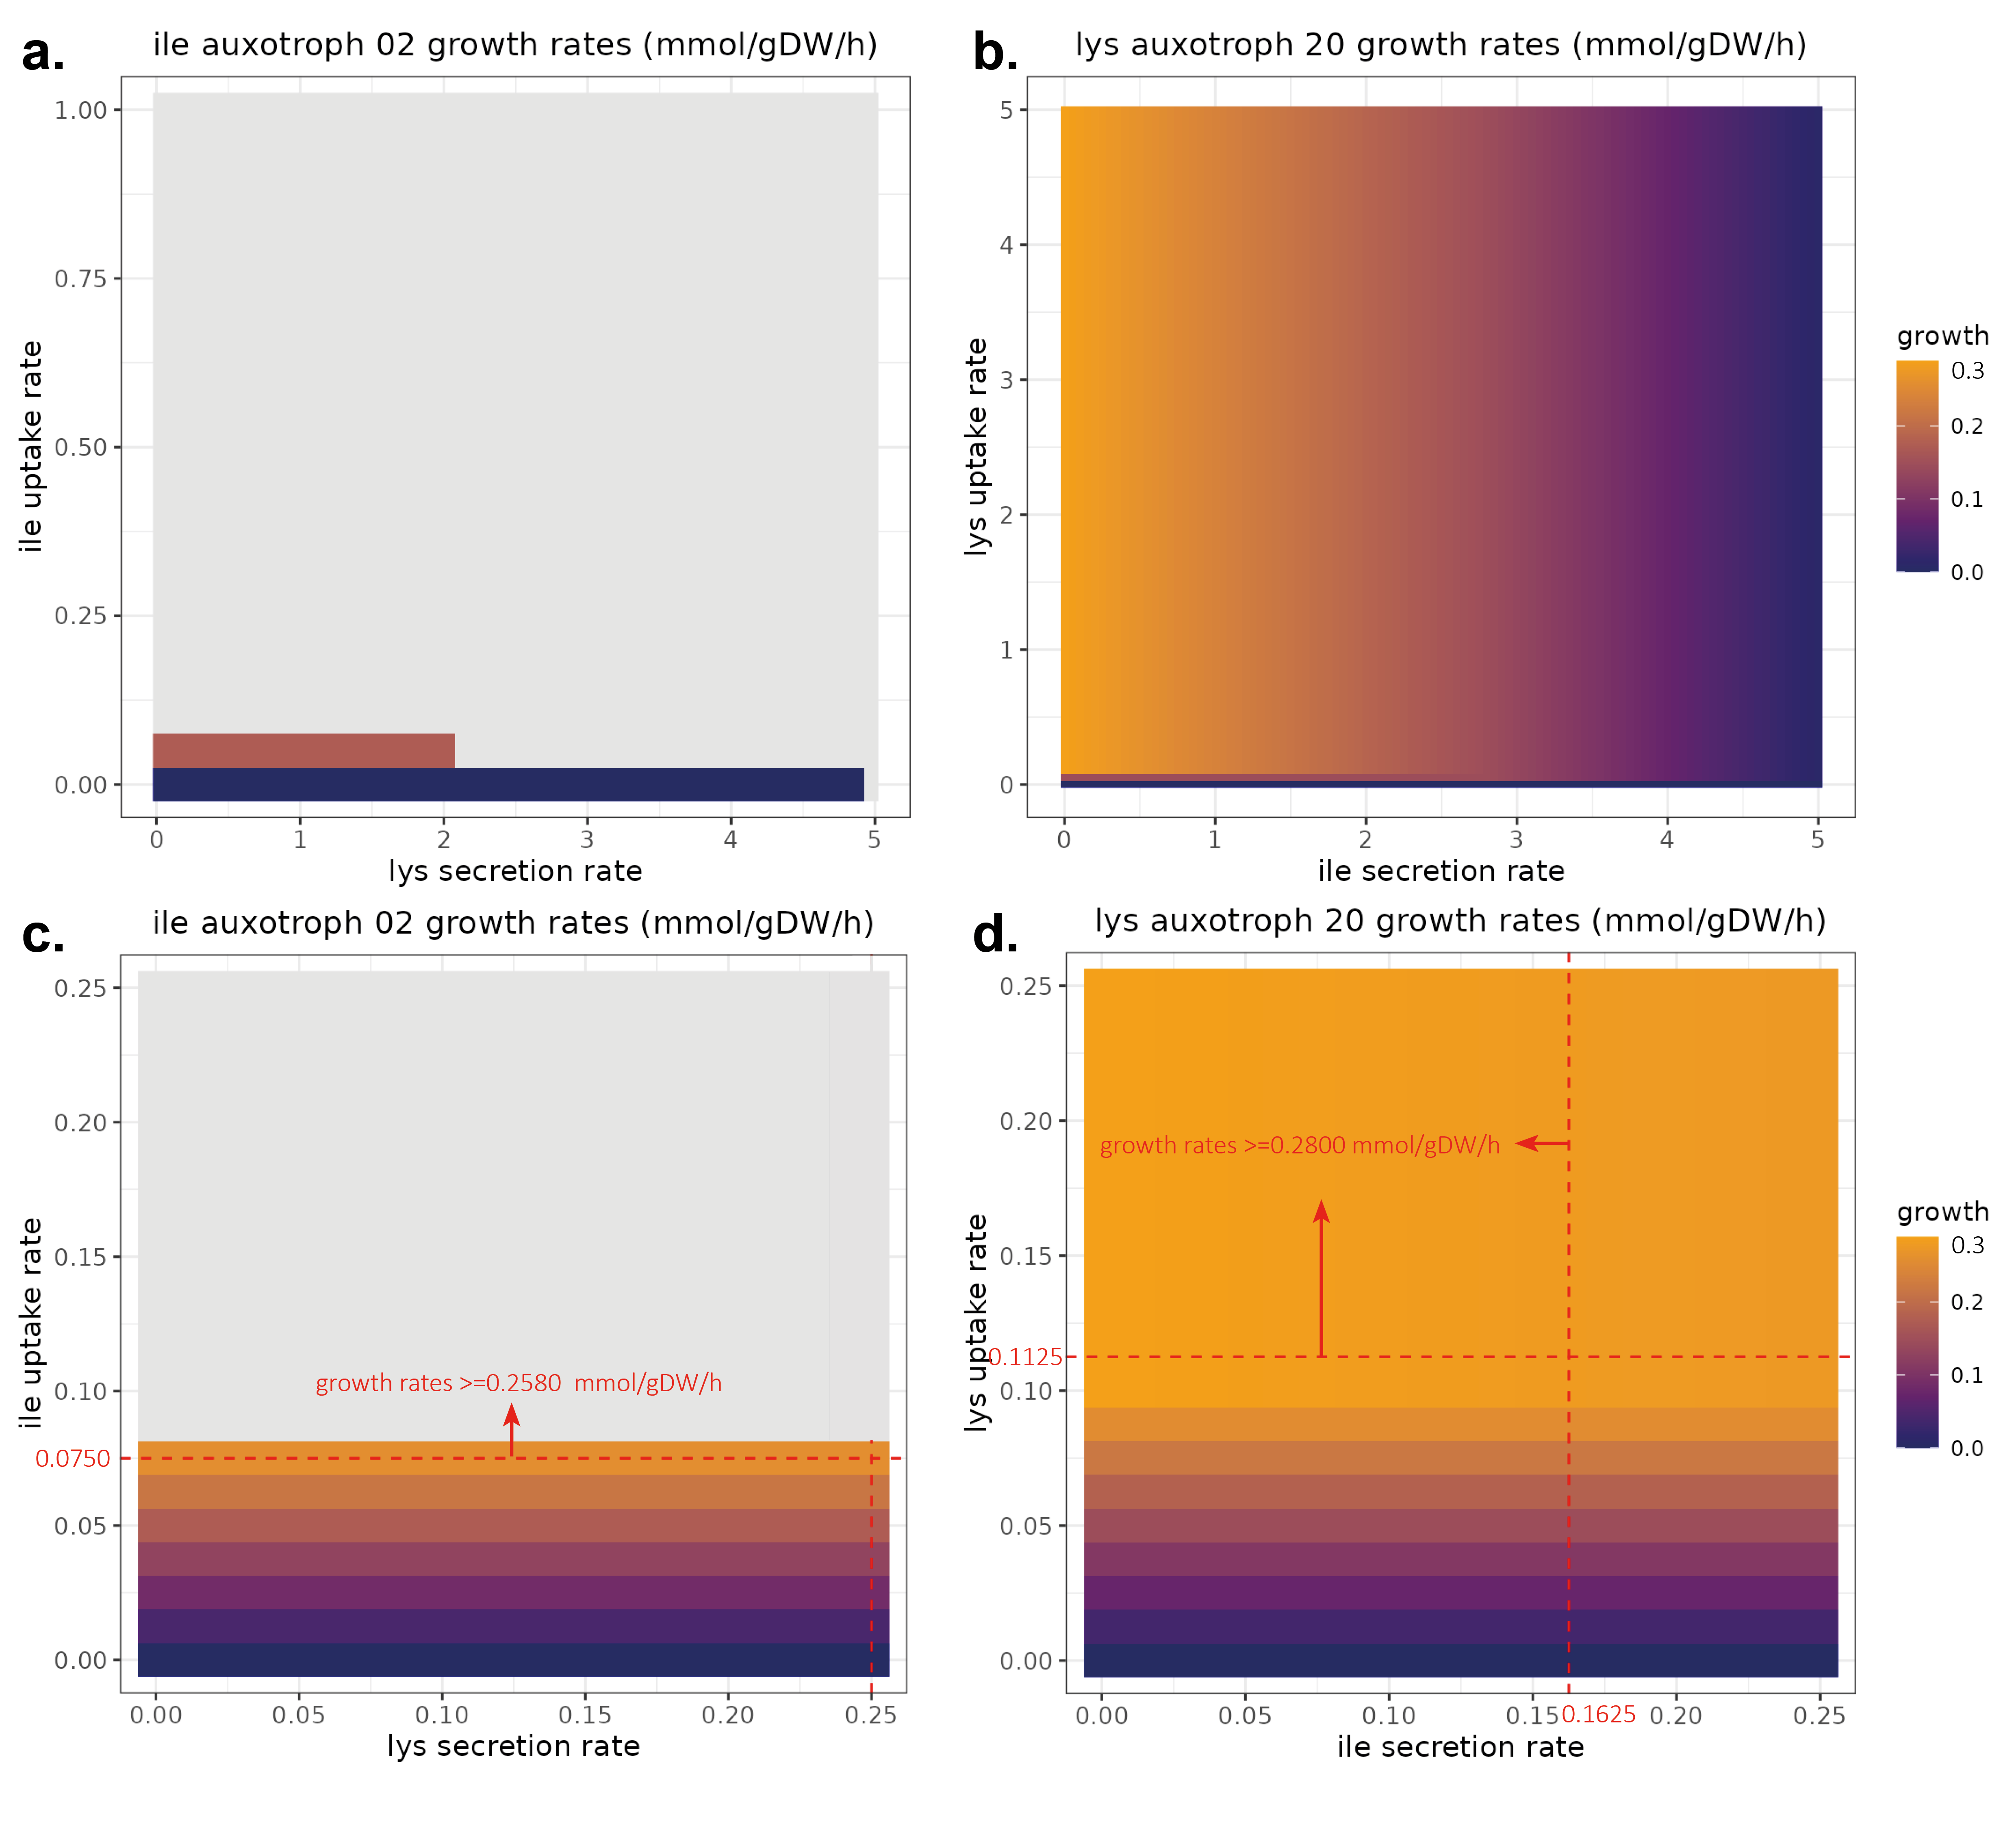 a.
ile auxotroph 02 growth rates (mmol/gDW/h)
1.00
0.75
0.50
0.25
0.00
ile uptake rate
0 1 2 3 4 5
lys secretion rate
b.
lys auxotroph 20 growth rates (mmol/gDW/h)
5
4
3
2
1
0
lys uptake rate
0 1 2 3 4 5
ile secretion rate
growth
0.3
0.2
0.1
0.0
c.
ile auxotroph 02 growth rates (mmol/gDW/h)
0.25
0.20
0.15
0.10
growth rates >=0.2580 mmol/gDW/h
0.0750
0.05
0.00
ile uptake rate
0.00 0.05 0.10 0.15 0.20 0.25
lys secretion rate
d.
lys auxotroph 20 growth rates (mmol/gDW/h)
0.25
0.20
growth rates >=0.2800 mmol/gDW/h
0.15
0.1125
0.10
0.05
0.00
lys uptake rate
0.00 0.05 0.10 0.15 0.1625 0.20 0.25
ile secretion rate
growth
0.3
0.2
0.1
0.0